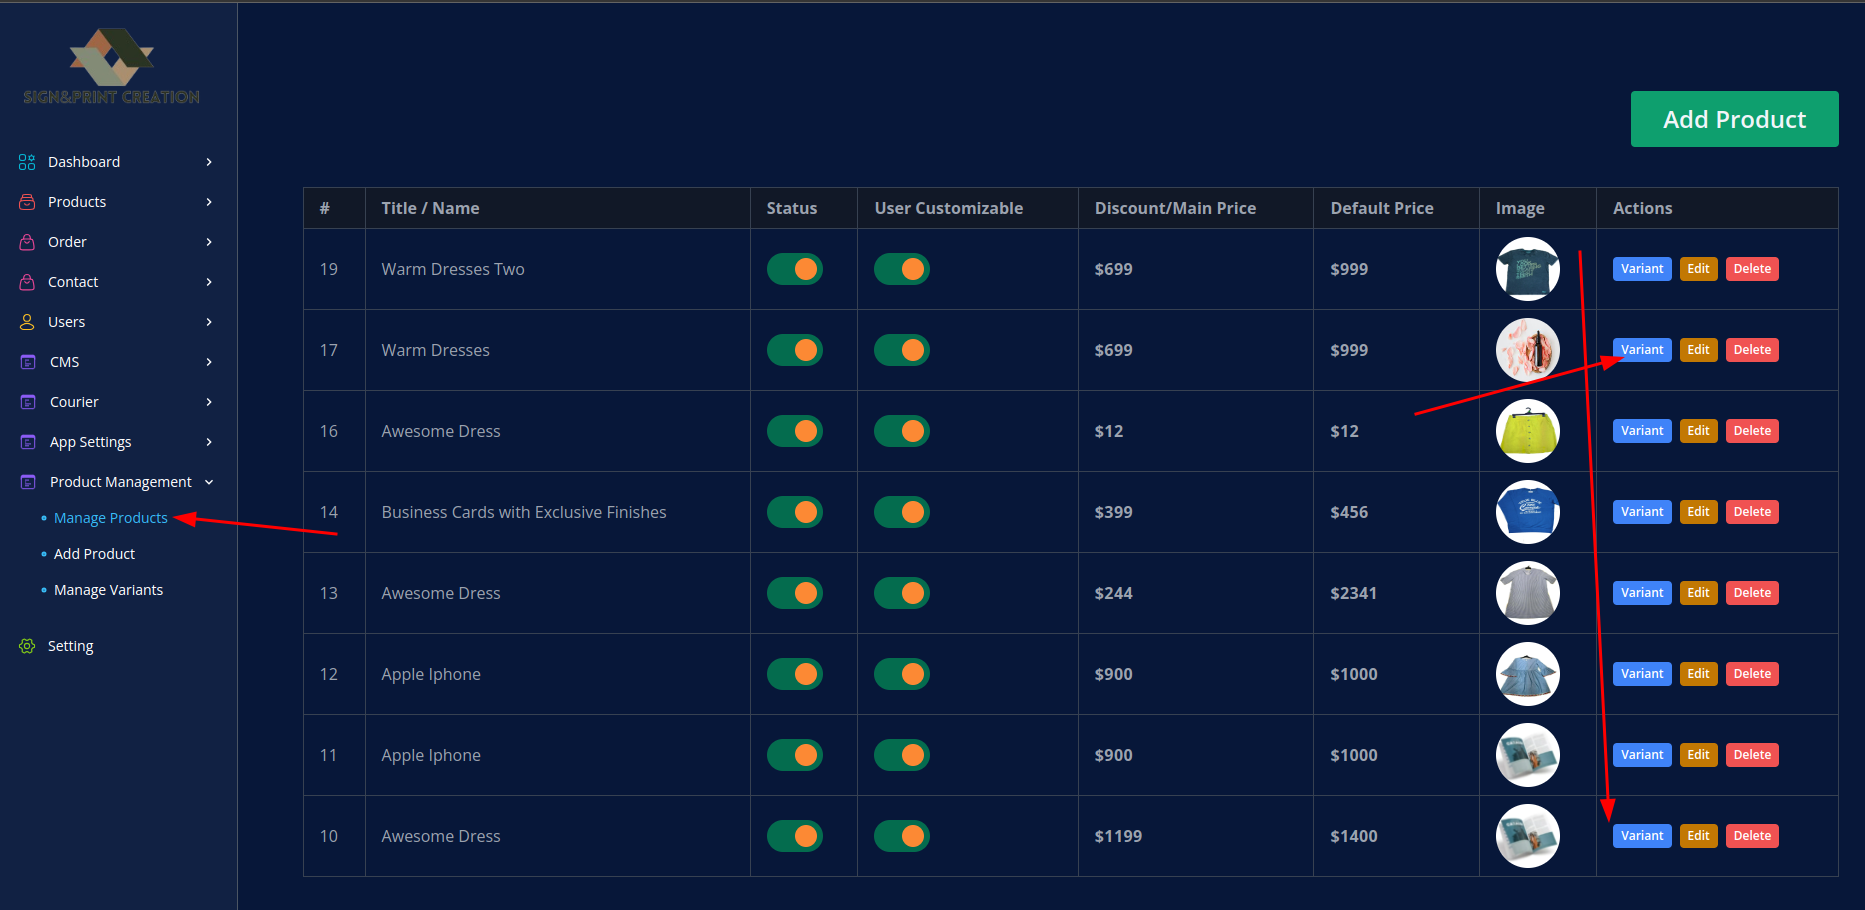 SIGN&PRINT CREATION
Add Product
Dashboard
Products
Order
Contact
Users
CMS
Courier
App Settings
Product Management
Manage Products
Add Product
Manage Variants
Setting
# Title / Name Status User Customizable Discount/Main Price Default Price Image Actions
19 Warm Dresses Two $699 $999 Variant Edit Delete
17 Warm Dresses $699 $999 Variant Edit Delete
16 Awesome Dress $12 $12 Variant Edit Delete
14 Business Cards with Exclusive Finishes $399 $456 Variant Edit Delete
13 Awesome Dress $244 $2341 Variant Edit Delete
12 Apple Iphone $900 $1000 Variant Edit Delete
11 Apple Iphone $900 $1000 Variant Edit Delete
10 Awesome Dress $1199 $1400 Variant Edit Delete